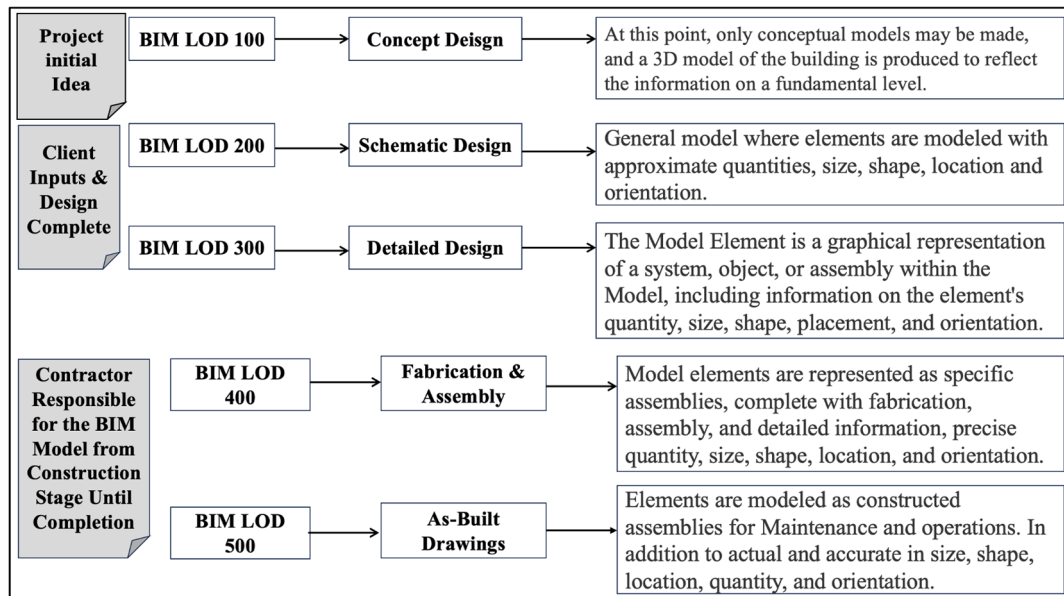 Project
initial
Idea
BIM LOD 100
Concept Deisgn
At this point, only conceptual models may be made,
and a 3D model of the building is produced to reflect
the information on a fundamental level.
Client
Inputs &
Design
Complete
BIM LOD 200
Schematic Design
General model where elements are modeled with
approximate quantities, size, shape, location and
orientation.
BIM LOD 300
Detailed Design
The Model Element is a graphical representation
of a system, object, or assembly within the
Model, including information on the element's
quantity, size, shape, placement, and orientation.
Contractor
Responsible
for the BIM
Model from
Construction
Stage Until
Completion
BIM LOD
400
Fabrication &
Assembly
Model elements are represented as specific
assemblies, complete with fabrication,
assembly, and detailed information, precise
quantity, size, shape, location, and orientation.
BIM LOD
500
As-Built
Drawings
Elements are modeled as constructed
assemblies for Maintenance and operations. In
addition to actual and accurate in size, shape,
location, quantity, and orientation.